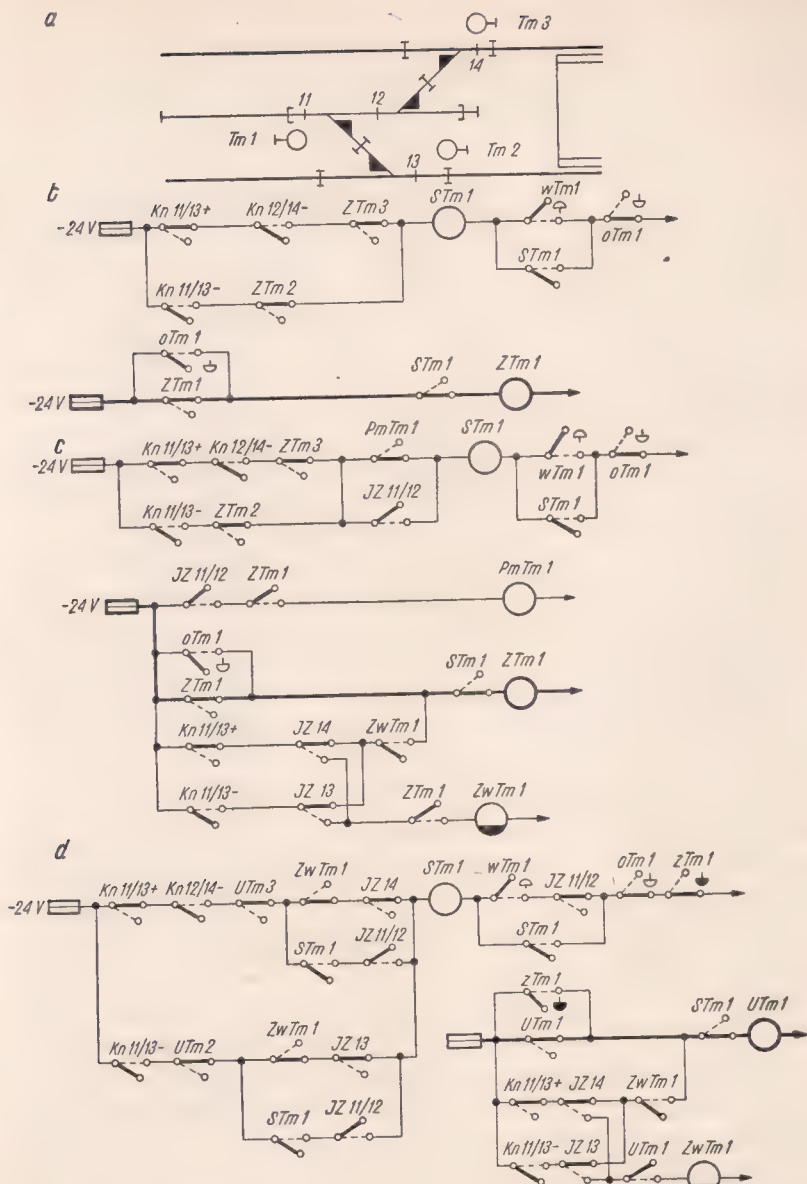 a
Tm 3
14
11
12
Tm 1
Tm 2
13
b
Kn 11/13+ Kn 12/14- ZTm 3 STm 1 wTm1
-24 V
oTm 1
STm 1
Kn 11/13- ZTm 2
oTm 1
ZTm 1 STm 1 ZTm 1
-24V
c
Kn 11/13+ Kn 12/14- ZTm 3 PmTm 1 STm 1
-24 V
wTm 1 oTm 1
Kn 11/13- ZTm 2 JZ 11/12 STm 1
JZ 11/12 ZTm 1 PmTm 1
-24 V
oTm 1
ZTm 1 STm 1 ZTm 1
Kn 11/13+ JZ 14 ZwTm 1
Kn 11/13- JZ 13 ZTm 1 ZwTm 1
d
Kn 11/13+ Kn 12/14- UTm 3 ZwTm 1 JZ 14 STm 1 wTm 1 JZ 11/12 oTm 1 zTm 1
-24 V
STm 1 JZ 11/12 STm 1
zTm 1
UTm 1 STm 1 UTm 1
Kn 11/13- UTm 2 ZwTm 1 JZ 13
Kn 11/13+ JZ 14 ZwTm 1
STm 1 JZ 11/12
Kn 11/13- JZ 13 UTm 1 ZwTm 1